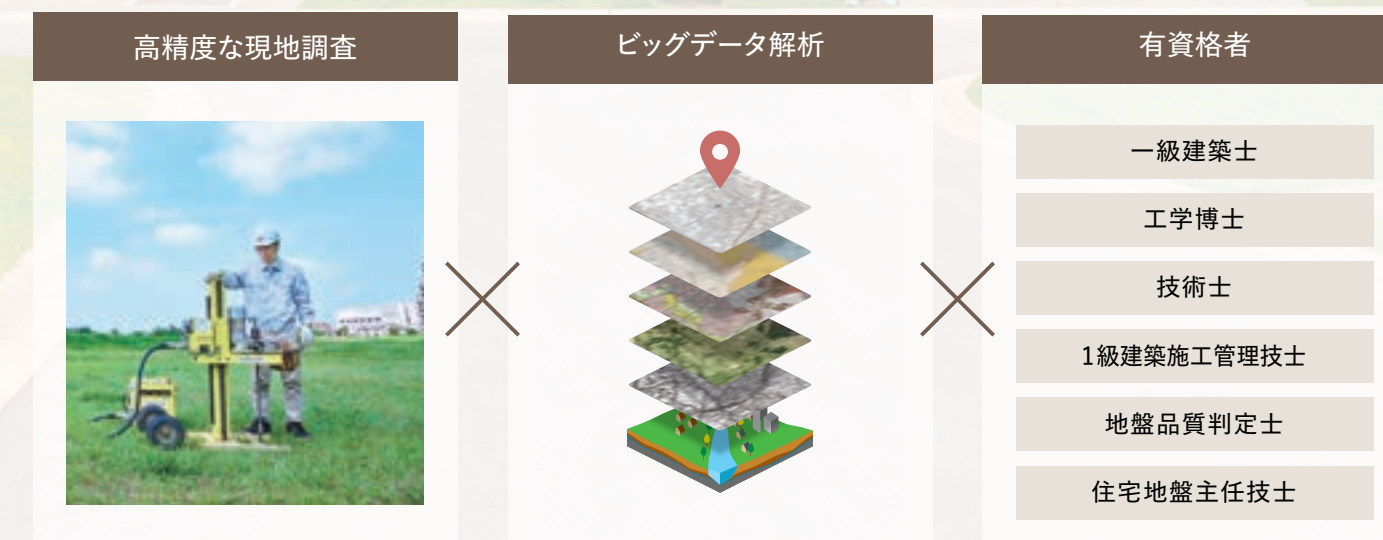 高精度な現地調査
ビッグデータ解析
有資格者
一級建築士
工学博士
技術士
1級建築施工管理技士
地盤品質判定士
住宅地盤主任技士